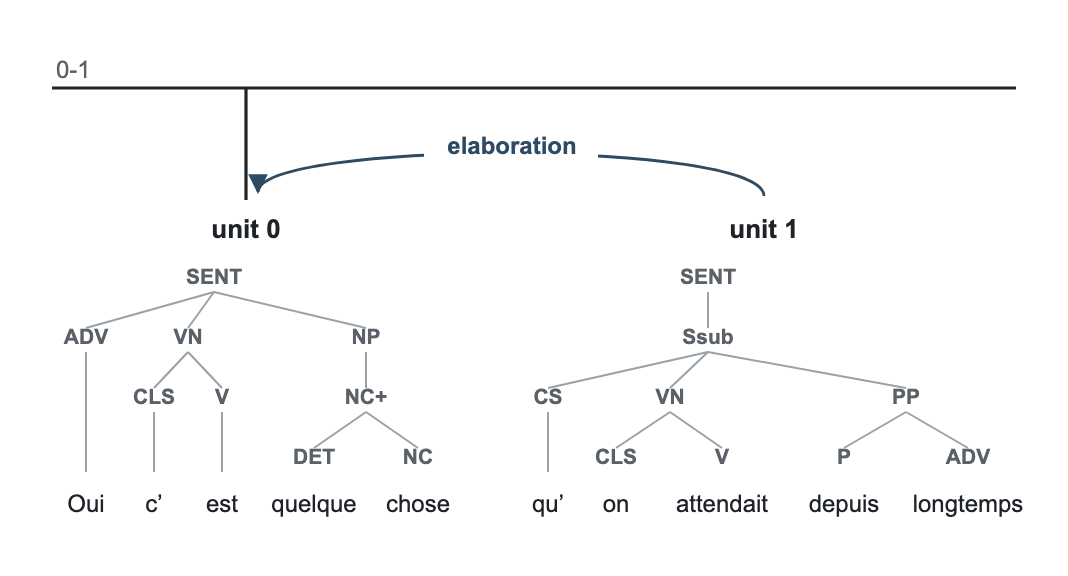 0-1
elaboration
unit 0 unit 1
SENT SENT
ADV VN NP Ssub
CLS V NC+ CS VN PP
DET NC CLS V P ADV
Oui c’ est quelque chose qu’ on attendait depuis longtemps